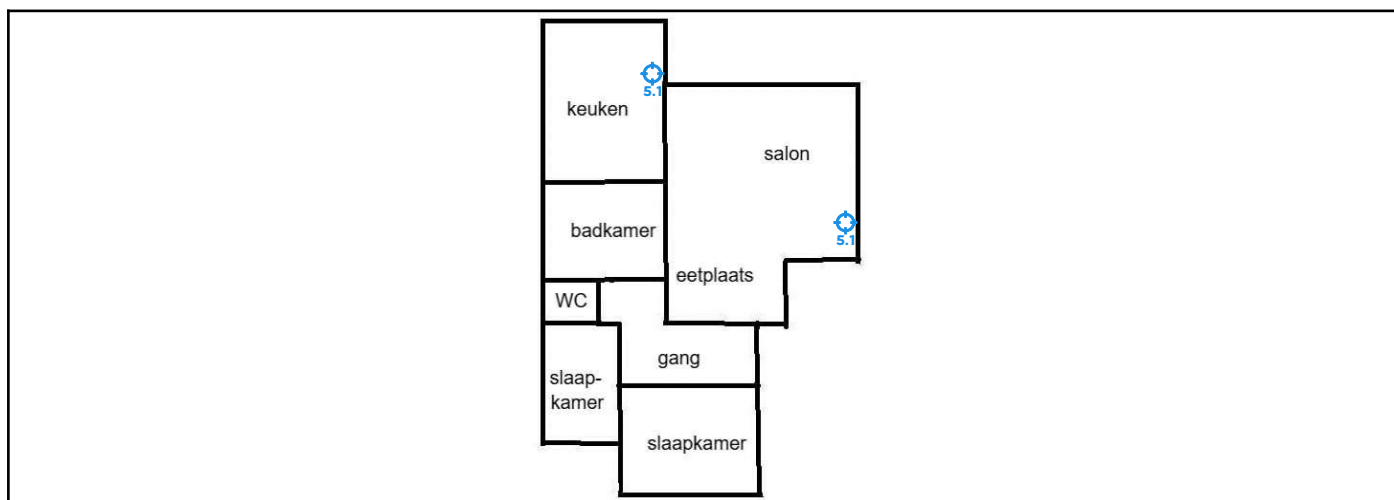 5.1
keuken
salon
badkamer
5.1
eetplaats
WC
gang
slaap-
kamer
slaapkamer